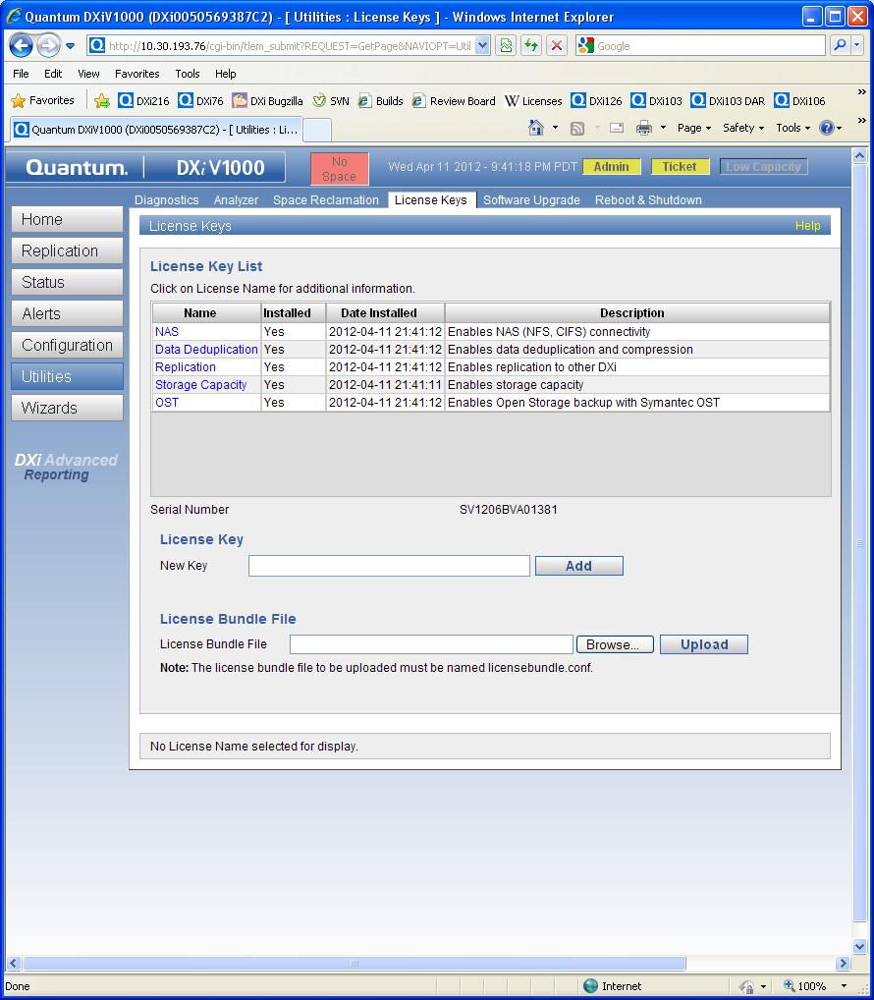 Quantum DXiV1000 (DXi0050569387C2) - [ Utilities : License Keys ] - Windows Internet Explorer
http://10.30.193.76/cgi-bin/tlem_submit?REQUEST=GetPage&NAVIOPT=Util
Google
File Edit View Favorites Tools Help
Favorites DXi216 DXi76 DXi Bugzilla SVN Builds Review Board Licenses DXi126 DXi103 DXi103 DAR DXi106
Quantum DXiV1000 (DXi0050569387C2) - [ Utilities : Li... Page Safety Tools
Quantum. DXi V1000 No Space Wed Apr 11 2012 - 9:41:18 PM PDT Admin Ticket Low Capacity
Diagnostics Analyzer Space Reclamation License Keys Software Upgrade Reboot & Shutdown
Home
Replication
Status
Alerts
Configuration
Utilities
Wizards
DXi Advanced
Reporting
License Keys Help
License Key List
Click on License Name for additional information.
Name Installed Date Installed Description
NAS Yes 2012-04-11 21:41:12 Enables NAS (NFS, CIFS) connectivity
Data Deduplication Yes 2012-04-11 21:41:12 Enables data deduplication and compression
Replication Yes 2012-04-11 21:41:12 Enables replication to other DXi
Storage Capacity Yes 2012-04-11 21:41:11 Enables storage capacity
OST Yes 2012-04-11 21:41:12 Enables Open Storage backup with Symantec OST
Serial Number SV1206BVA01381
License Key
New Key Add
License Bundle File
License Bundle File Browse... Upload
Note: The license bundle file to be uploaded must be named licensebundle.conf.
No License Name selected for display.
Done Internet 100%